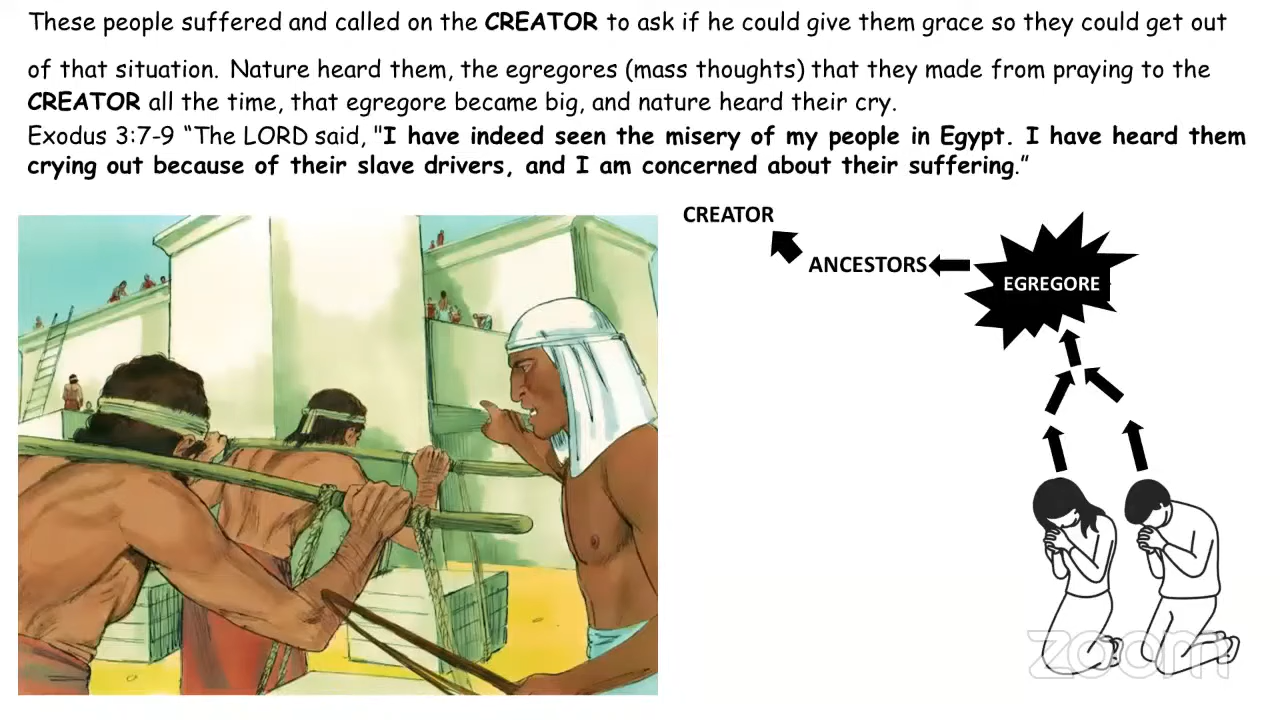 These people suffered and called on the CREATOR to ask if he could give them grace so they could get out
of that situation. Nature heard them, the egregores (mass thoughts) that they made from praying to the
CREATOR all the time, that egregore became big, and nature heard their cry.
Exodus 3:7-9 “The LORD said, "I have indeed seen the misery of my people in Egypt. I have heard them
crying out because of their slave drivers, and I am concerned about their suffering.”
CREATOR
ANCESTORS
EGREGORE
zoom